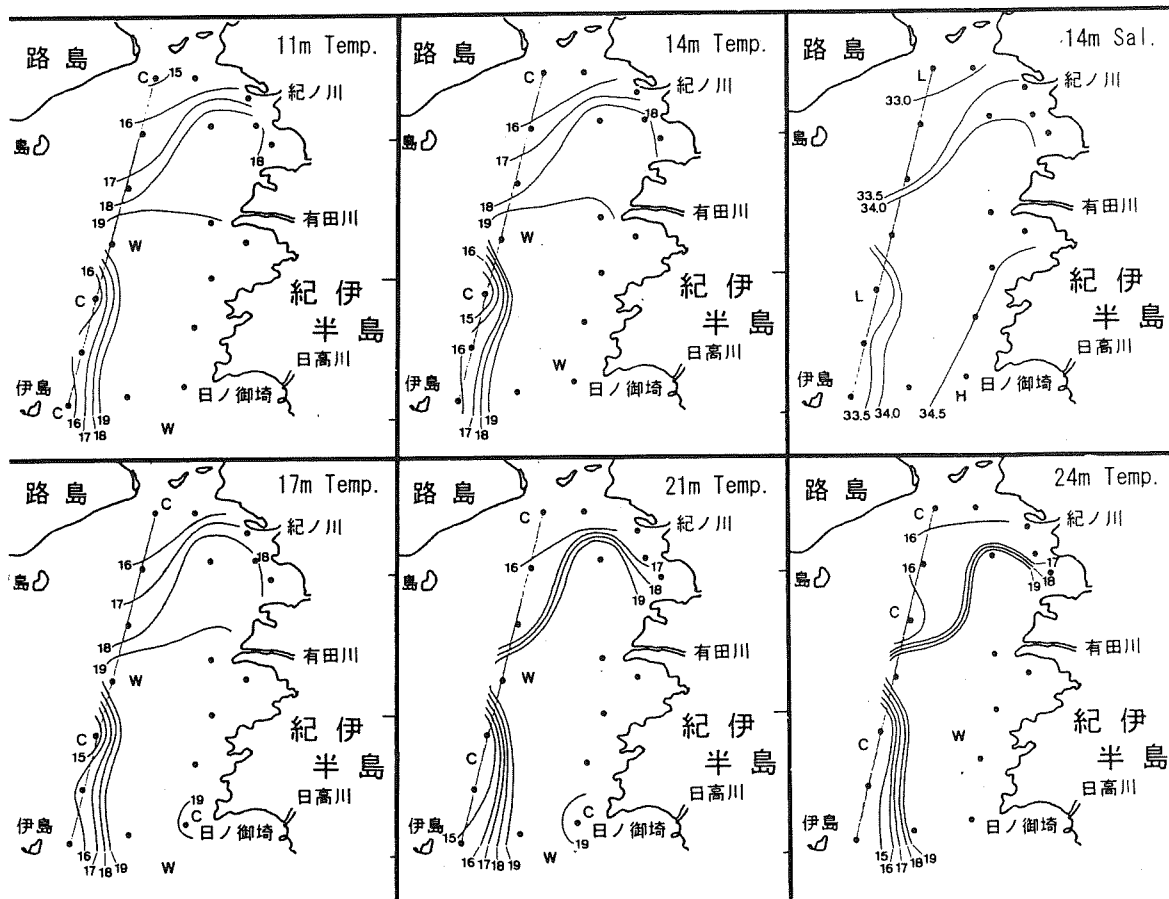 路島
11m Temp.
C
15
紀ノ川
16
島
18
17
18
19
有田川
W
16
C
紀伊
半島
日高川
伊島
日ノ御埼
C
16
17
18
19
W
路島
14m Temp.
C
紀ノ川
18
16
島
17
18
19
有田川
W
16
C
15
紀伊
半島
16
日高川
W
伊島
日ノ御埼
17
18
19
路島
14m Sal.
L
33.0
紀ノ川
島
33.5
34.0
有田川
L
紀伊
半島
日高川
伊島
H
日ノ御埼
33.5
34.0
34.5
路島
17m Temp.
C
紀ノ川
16
18
島
17
18
19
有田川
W
C
15
紀伊
半島
日高川
19
C
伊島
日ノ御埼
16
17
18
19
W
路島
21m Temp.
C
紀ノ川
16
17
島
18
19
有田川
W
紀伊
C
半島
日高川
C
伊島
日ノ御埼
15
19
16
17
18
19
W
路島
24m Temp.
C
紀ノ川
16
16
17
島
18
19
C
有田川
紀伊
C
W
半島
日高川
伊島
日ノ御埼
15
16
17
18
19